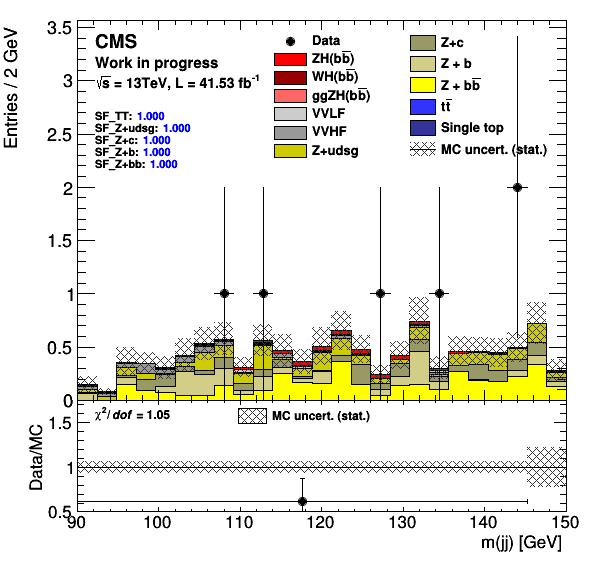 CMS
Work in progress
√s = 13TeV, L = 41.53 fb⁻¹
SF_TT: 1.000
SF_Z+udsg: 1.000
SF_Z+c: 1.000
SF_Z+b: 1.000
SF_Z+bb: 1.000
Data
ZH(bb̅)
WH(bb̅)
ggZH(bb̅)
VVLF
VVHF
Z+udsg
Z+c
Z + b
Z + bb̅
tt̅
Single top
MC uncert. (stat.)
Entries / 2 GeV
3.5
3
2.5
2
1.5
1
0.5
0
χ²/dof = 1.05
MC uncert. (stat.)
Data/MC
1.5
1
0.5
90 100 110 120 130 140 150
m(jj) [GeV]